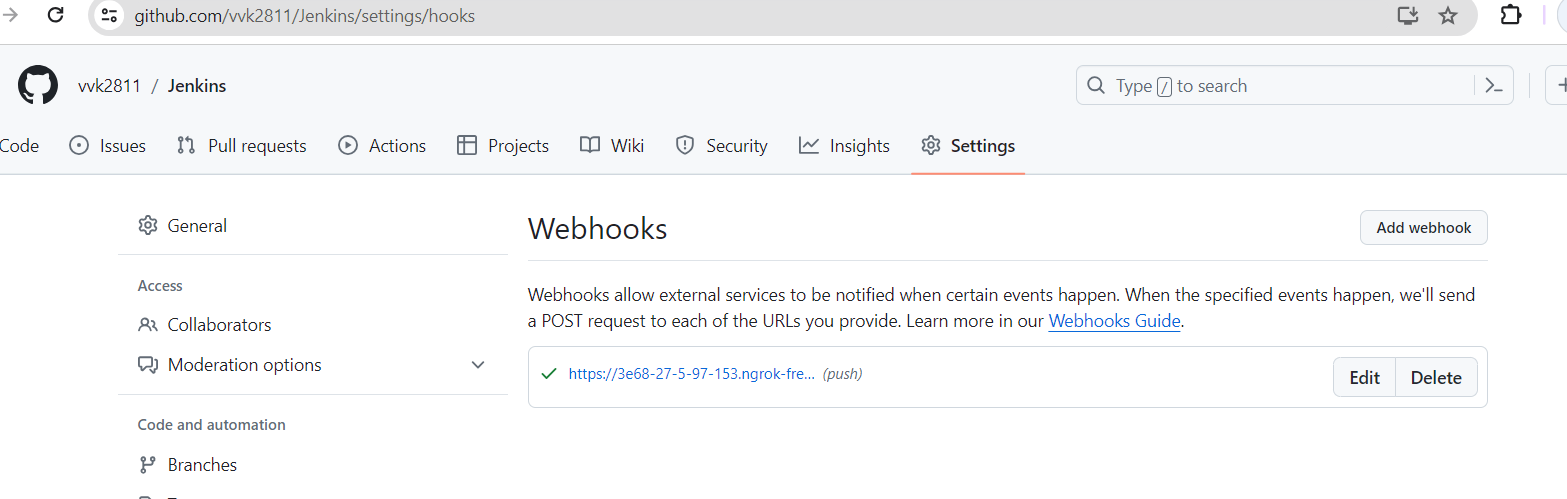 github.com/vvk2811/Jenkins/settings/hooks
vvk2811 / Jenkins
Type / to search
Code Issues Pull requests Actions Projects Wiki Security Insights Settings
General
Access
Collaborators
Moderation options
Code and automation
Branches
Webhooks
Add webhook
Webhooks allow external services to be notified when certain events happen. When the specified events happen, we'll send
a POST request to each of the URLs you provide. Learn more in our Webhooks Guide.
https://3e68-27-5-97-153.ngrok-fre... (push)
Edit Delete